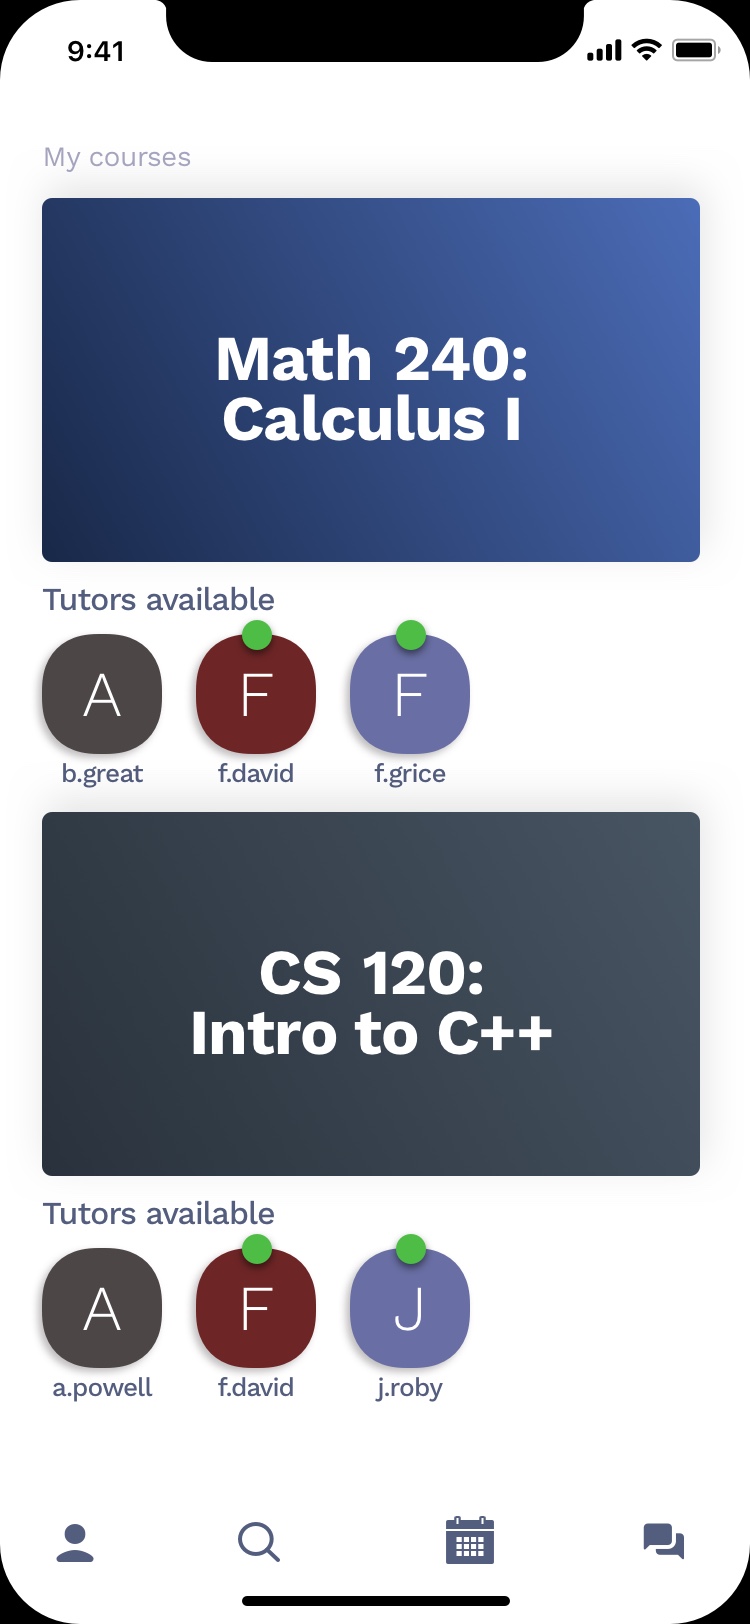 9:41
My courses
Math 240:
Calculus I
Tutors available
A F F
b.great f.david f.grice
CS 120:
Intro to C++
Tutors available
A F J
a.powell f.david j.roby